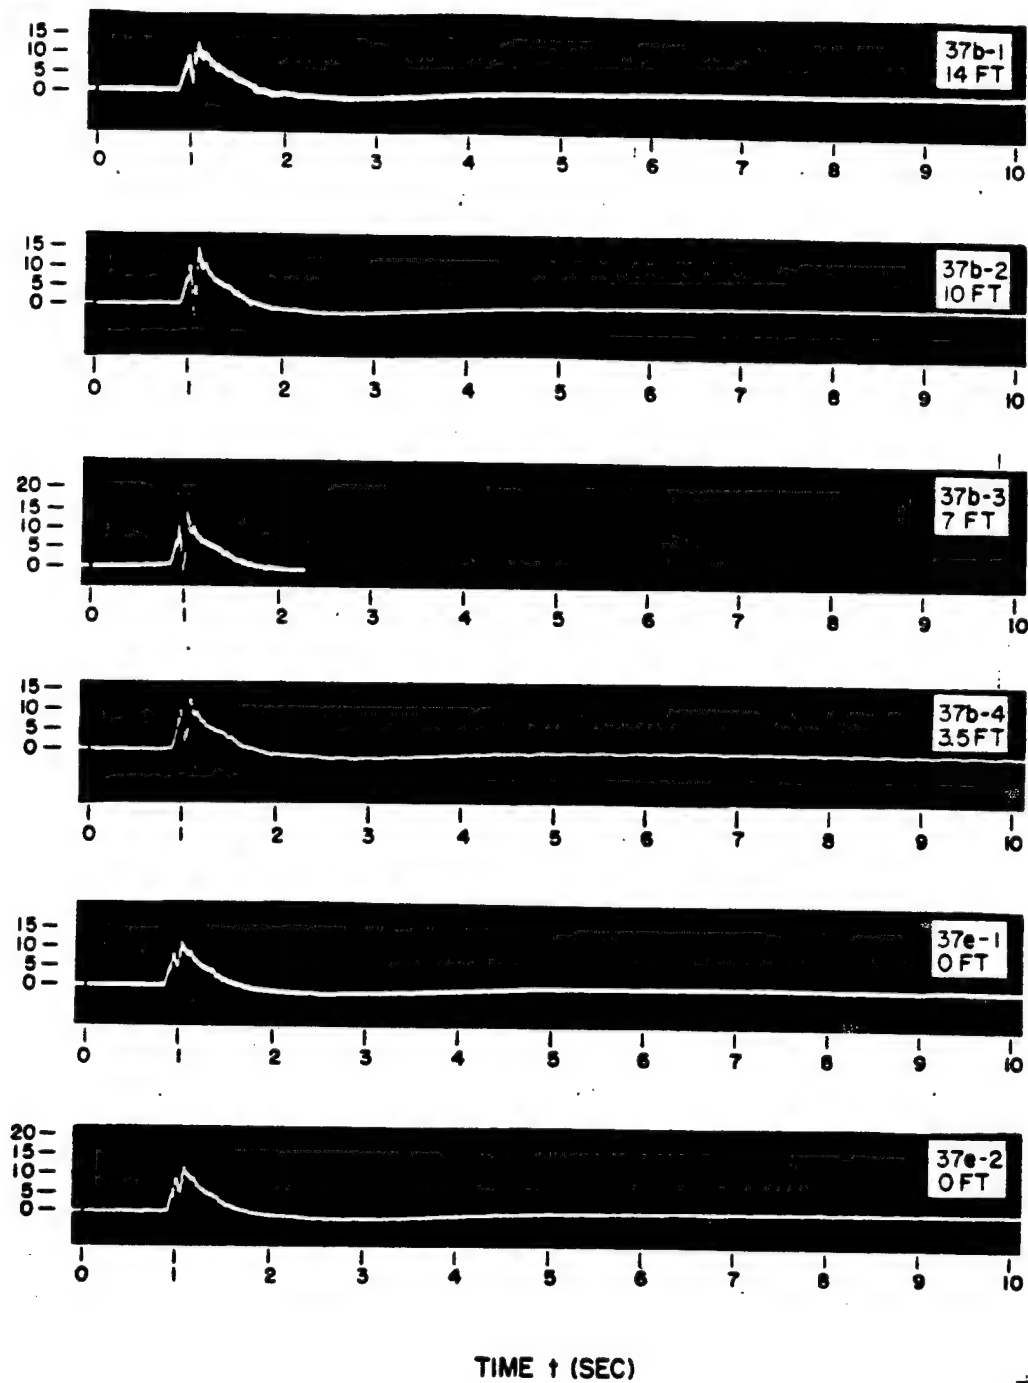 15 –
10 –
5 –
0 –
37b-1
14 FT
0 1 2 3 4 5 6 7 8 9 10
15 –
10 –
5 –
0 –
37b-2
10 FT
0 1 2 3 4 5 6 7 8 9 10
20 –
15 –
10 –
5 –
0 –
37b-3
7 FT
0 1 2 3 4 5 6 7 8 9 10
15 –
10 –
5 –
0 –
37b-4
3.5 FT
0 1 2 3 4 5 6 7 8 9 10
15 –
10 –
5 –
0 –
37e-1
0 FT
0 1 2 3 4 5 6 7 8 9 10
20 –
15 –
10 –
5 –
0 –
37e-2
0 FT
0 1 2 3 4 5 6 7 8 9 10
TIME t (SEC)